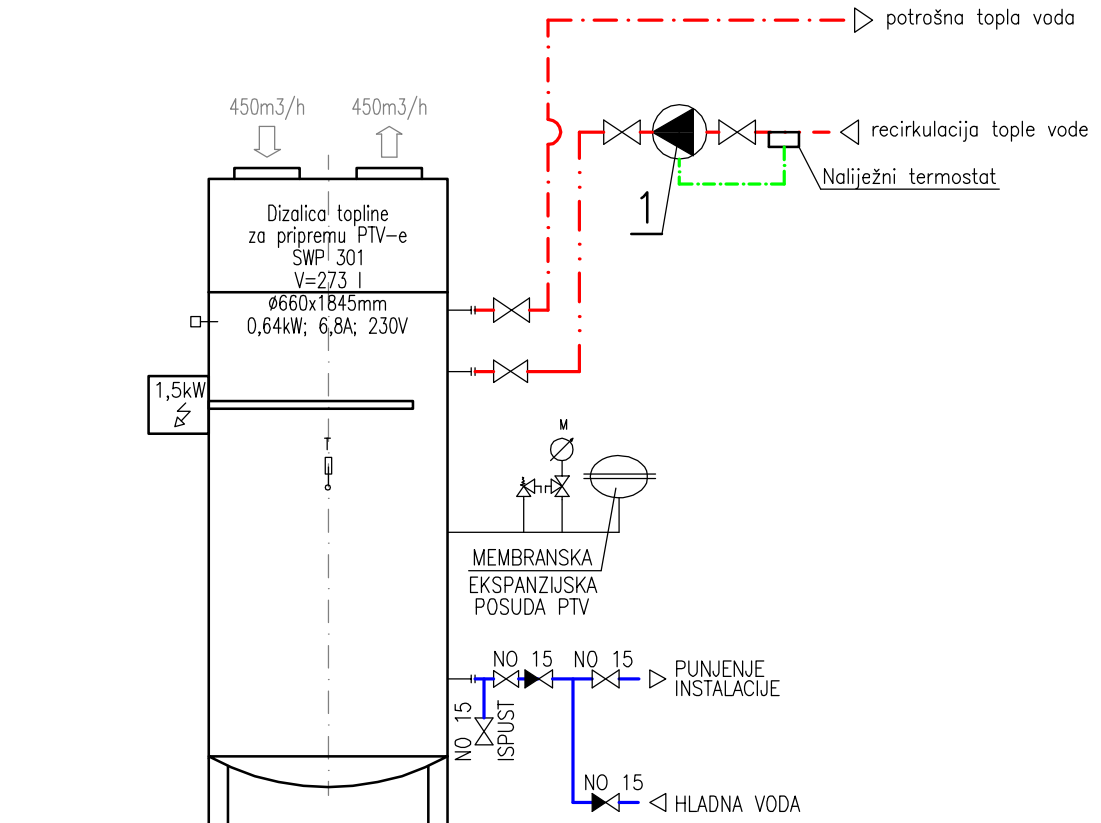 potrošna topla voda
450m3/h
450m3/h
recirkulacija tople vode
Naliježni termostat
1
Dizalica topline
za pripremu PTV-e
SWP 301
V=273 l
Ø660x1845mm
0,64kW; 6,8A; 230V
1,5kW
T
M
MEMBRANSKA
EKSPANZIJSKA
POSUDA PTV
NO 15
NO 15
PUNJENJE
INSTALACIJE
NO 15
ISPUST
NO 15
HLADNA VODA